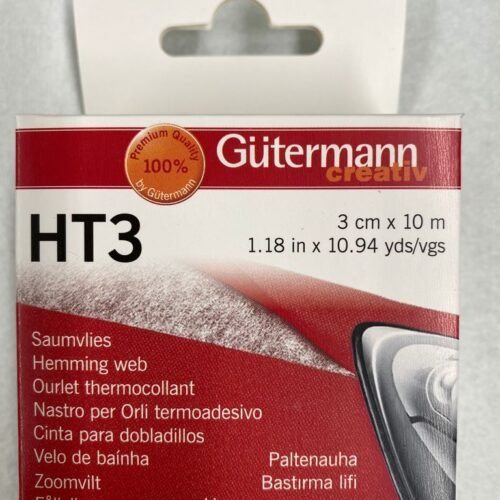 Premium Quality
100%
by Gütermann
Gütermann
creativ
HT3
3 cm x 10 m
1.18 in x 10.94 yds/vgs
Saumvlies
Hemming web
Ourlet thermocollant
Nastro per Orli termoadesivo
Cinta para dobladillos
Velo de baínha
Paltenauha
Zoomvilt
Bastırma lifi